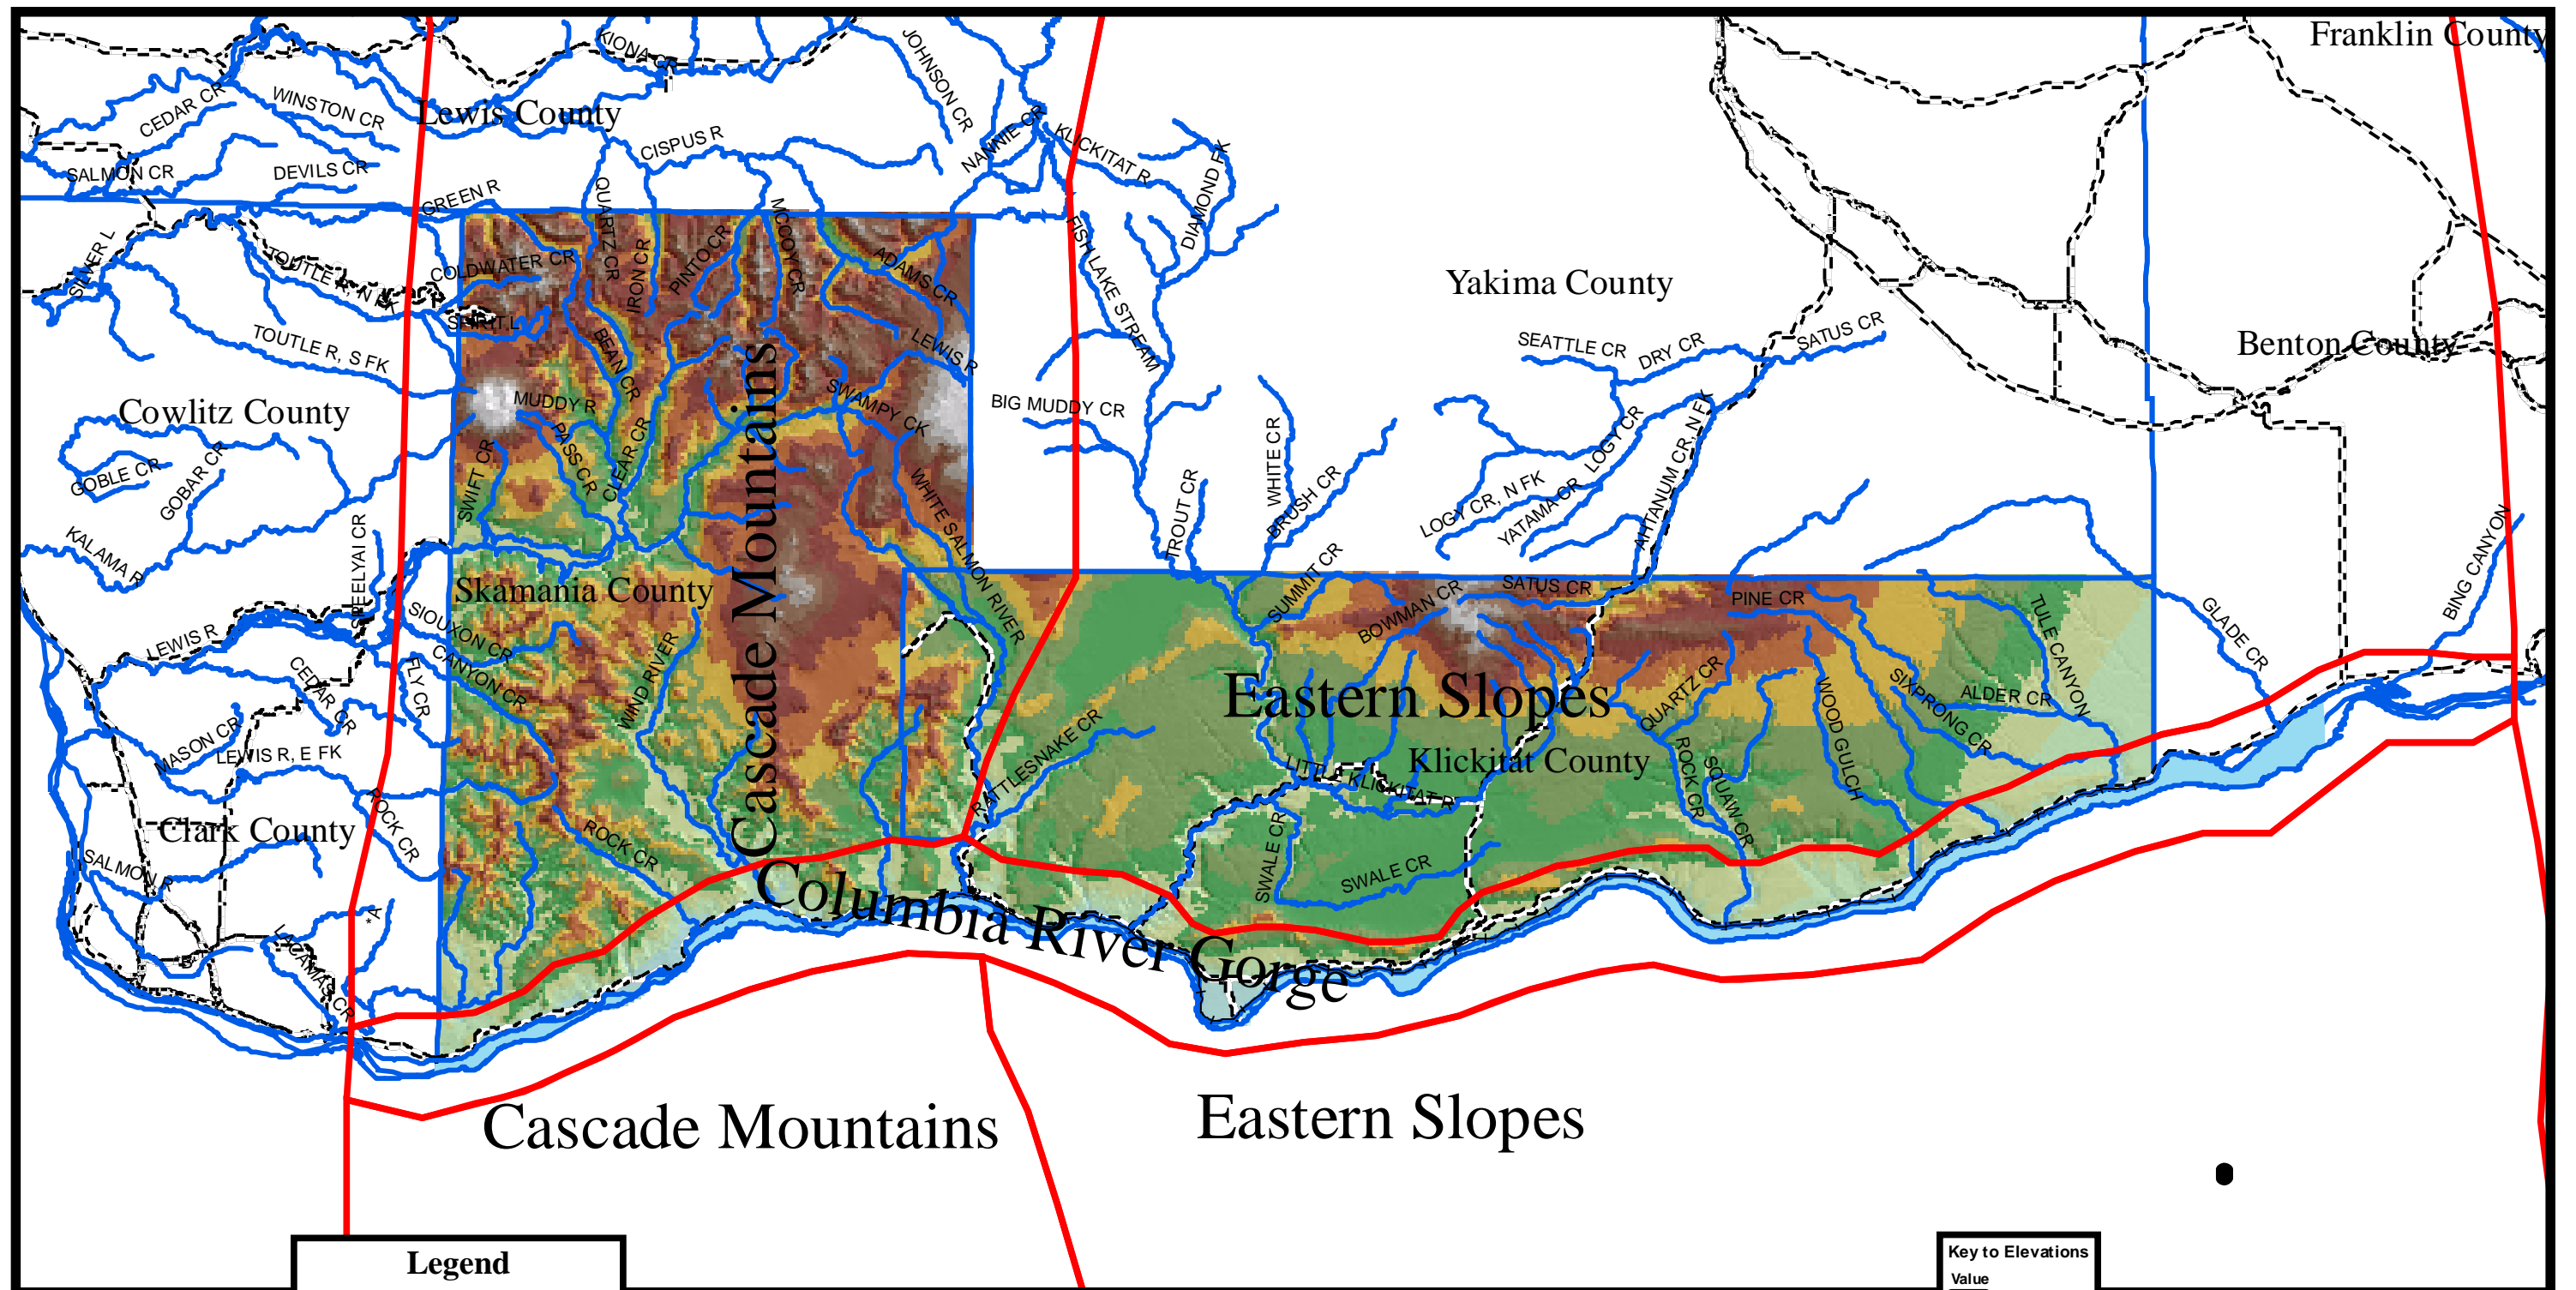 Franklin County
KIONA CR
JOHNSON CR
CEDAR CR
WINSTON CR
Lewis County
CISPUS R
NANNIE CR
KLICKITAT R
DIAMOND FK
SALMON CR
DEVILS CR
GREEN R
QUARTZ CR
MCCOY CR
SILVER L
TOUTLE R, N FK
COLDWATER CR
IRON CR
PINTO CR
ADAMS CR
FISH LAKE STREAM
Yakima County
SPIRIT L
TOUTLE R, S FK
BEAN CR
LEWIS R
SEATTLE CR
DRY CR
SATUS CR
Benton County
Cowlitz County
MUDDY R
SWAMPY CK
BIG MUDDY CR
GOBLE CR
GOBAR CR
SWIFT CR
PASS CR
CLEAR CR
Cascade Mountains
WHITE SALMON RIVER
TROUT CR
WHITE CR
BRUSH CR
LOGY CR, N FK
YATAMA CR
LOGY CR
AHTANUM CR, N FK
KALAMA R
SPEELYAI CR
BING CANYON
Skamania County
SUMMIT CR
BOWMAN CR
SATUS CR
PINE CR
TULE CANYON
GLADE CR
LEWIS R
SIOUXON CR
CANYON CR
CEDAR CR
FLY CR
WIND RIVER
Eastern Slopes
QUARTZ CR
WOOD GULCH
SIXPRONG CR
ALDER CR
MASON CR
LEWIS R, E FK
RATTLESNAKE CR
Klickitat County
LITTLE KLICKITAT R
ROCK CR
SQUAW CR
Clark County
ROCK CR
ROCK CR
SWALE CR
SWALE CR
SALMON R
LACAMAS CR
*A
*B
Columbia River Gorge
Cascade Mountains
Eastern Slopes
Legend
Key to Elevations
Value